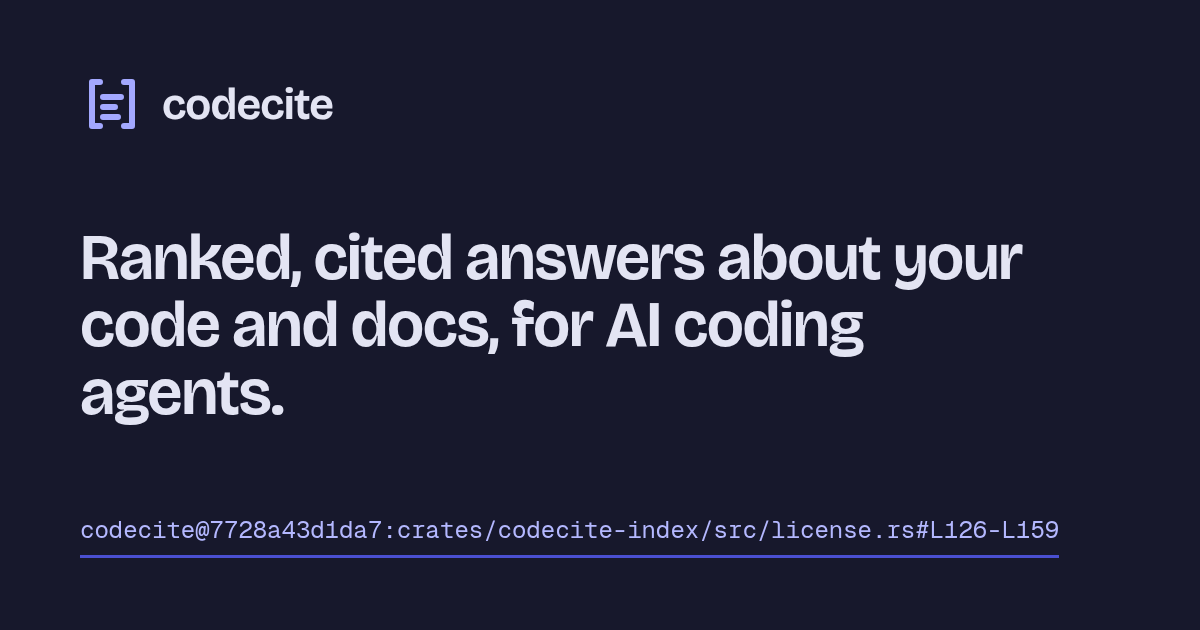 codecite
Ranked, cited answers about your
code and docs, for AI coding
agents.
codecite@7728a43d1da7:crates/codecite-index/src/license.rs#L126-L159